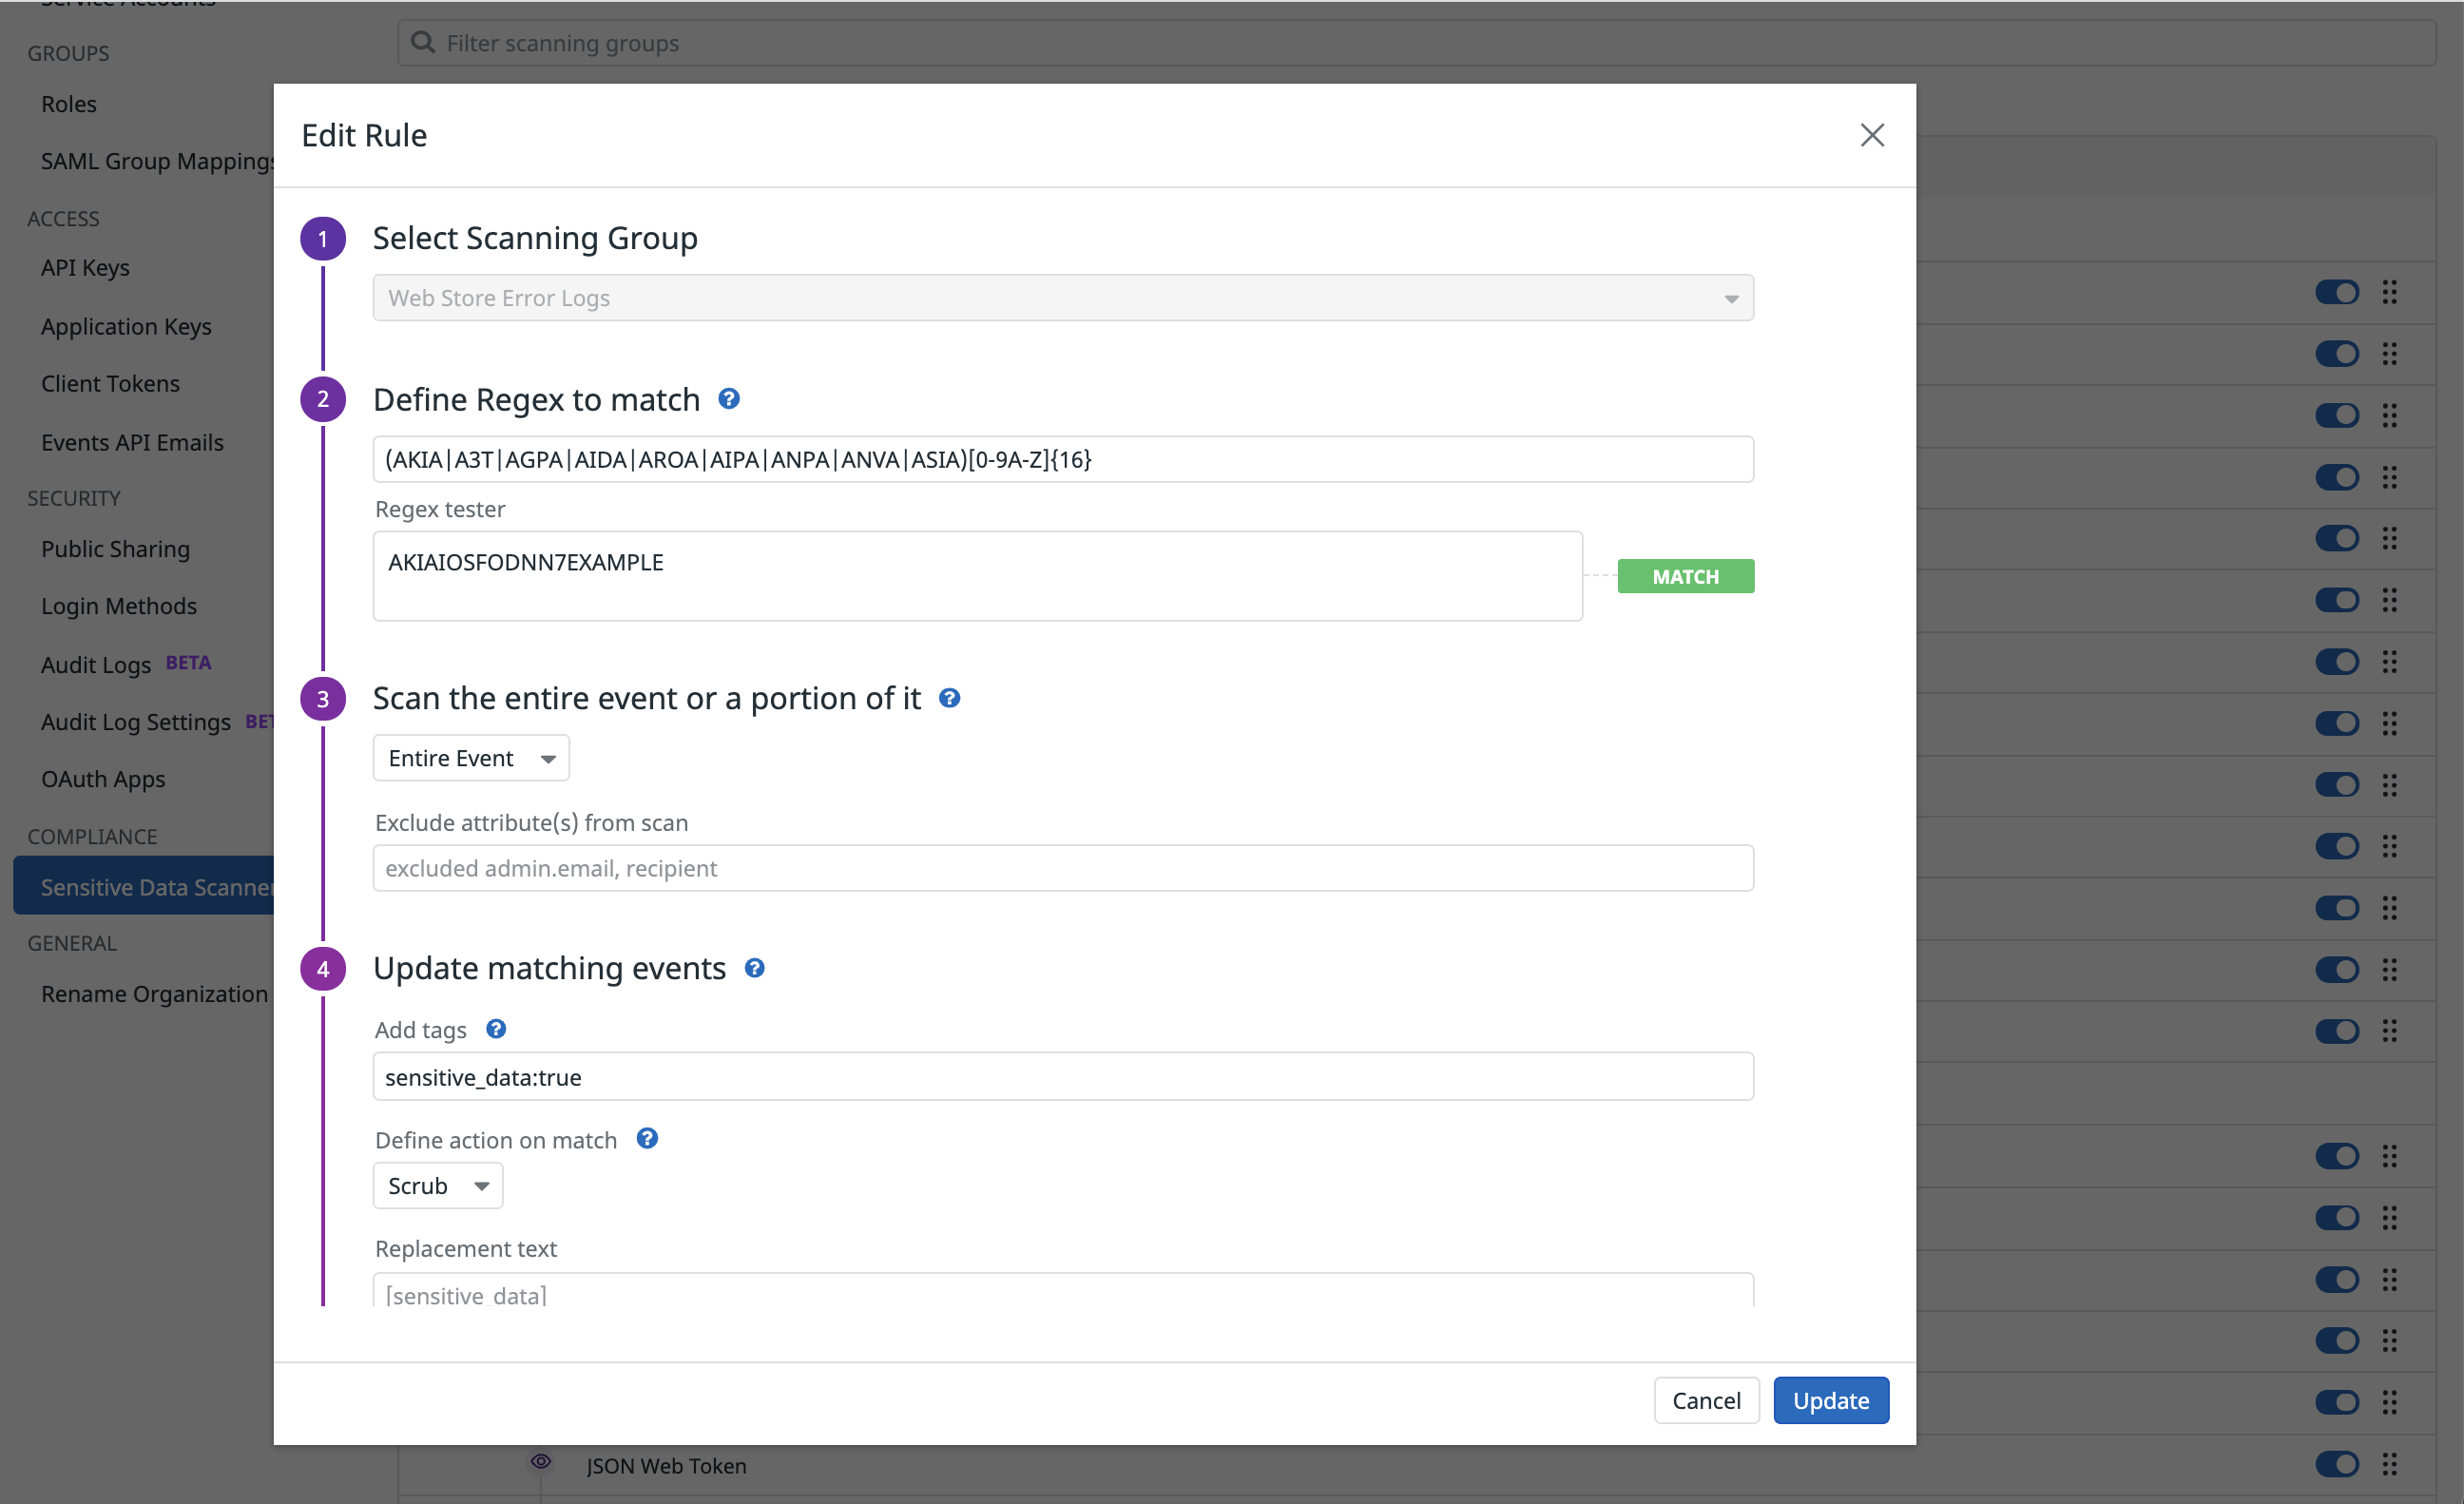 Service Accounts
Filter scanning groups
GROUPS
Roles
SAML Group Mappings
ACCESS
API Keys
Application Keys
Client Tokens
Events API Emails
SECURITY
Public Sharing
Login Methods
Audit Logs BETA
Audit Log Settings BET
OAuth Apps
COMPLIANCE
Sensitive Data Scanner
GENERAL
Rename Organization
Edit Rule
1 Select Scanning Group
Web Store Error Logs
2 Define Regex to match ?
(AKIA|A3T|AGPA|AIDA|AROA|AIPA|ANPA|ANVA|ASIA)[0-9A-Z]{16}
Regex tester
AKIAIOSFODNN7EXAMPLE
MATCH
3 Scan the entire event or a portion of it ?
Entire Event
Exclude attribute(s) from scan
excluded admin.email, recipient
4 Update matching events ?
Add tags ?
sensitive_data:true
Define action on match ?
Scrub
Replacement text
[sensitive_data]
Cancel Update
JSON Web Token